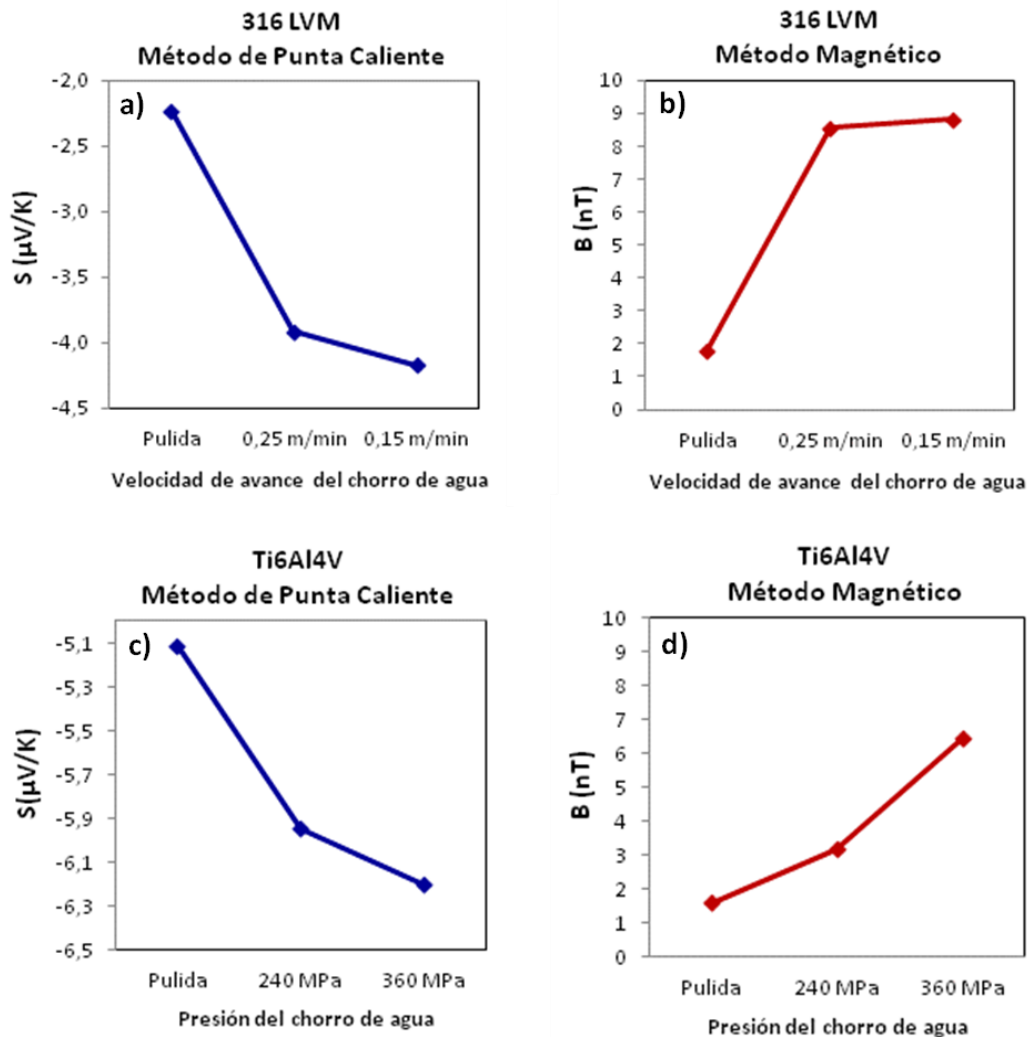 316 LVM
Método de Punta Caliente
a)
-2,0
-2,5
-3,0
-3,5
-4,0
-4,5
S (µV/K)
Pulida 0,25 m/min 0,15 m/min
Velocidad de avance del chorro de agua
316 LVM
Método Magnético
b)
10
9
8
7
6
5
4
3
2
1
0
B (nT)
Pulida 0,25 m/min 0,15 m/min
Velocidad de avance del chorro de agua
Ti6Al4V
Método de Punta Caliente
c)
-5,1
-5,3
-5,5
-5,7
-5,9
-6,1
-6,3
-6,5
S(µV/K)
Pulida 240 MPa 360 MPa
Presión del chorro de agua
Ti6Al4V
Método Magnético
d)
10
9
8
7
6
5
4
3
2
1
0
B (nT)
Pulida 240 MPa 360 MPa
Presión del chorro de agua